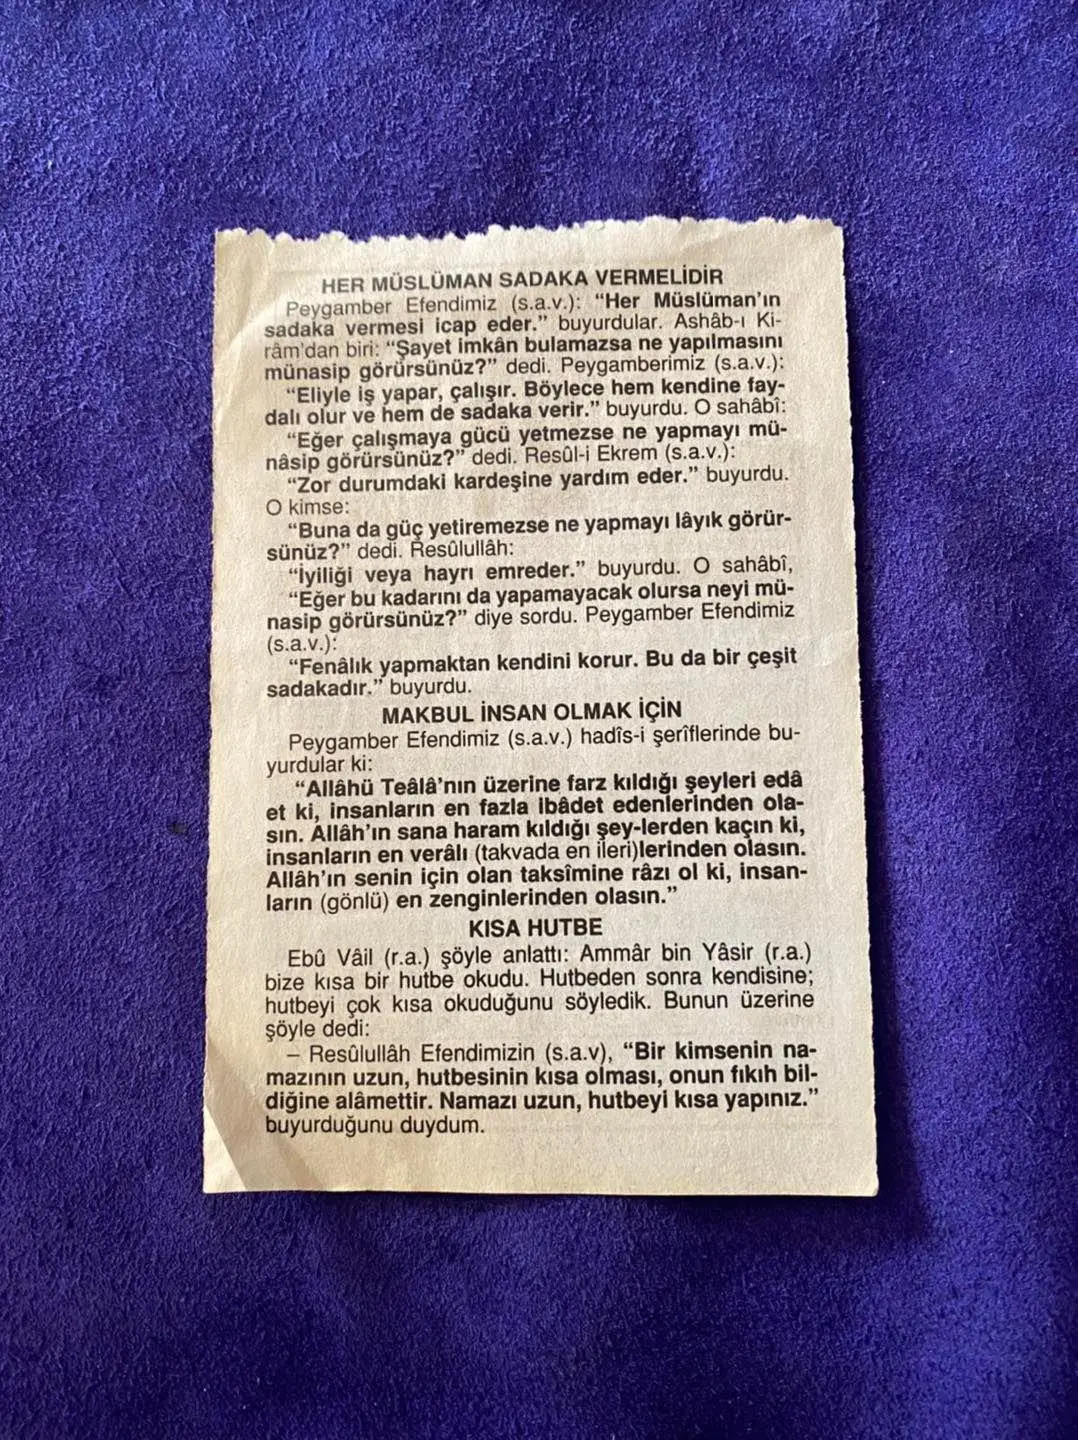 HER MÜSLÜMAN SADAKA VERMELİDİR
Peygamber Efendimiz (s.a.v.): “Her Müslüman’ın
sadaka vermesi icap eder.” buyurdular. Ashâb-ı Ki-
râm’dan biri: “Şayet imkân bulamazsa ne yapılmasını
münasip görürsünüz?” dedi. Peygamberimiz (s.a.v.):
“Eliyle iş yapar, çalışır. Böylece hem kendine fay-
dalı olur ve hem de sadaka verir.” buyurdu. O sahâbî:
“Eğer çalışmaya gücü yetmezse ne yapmayı mü-
nâsip görürsünüz?” dedi. Resûl-i Ekrem (s.a.v.):
“Zor durumdaki kardeşine yardım eder.” buyurdu.
O kimse:
“Buna da güç yetiremezse ne yapmayı lâyık görür-
sünüz?” dedi. Resûlullâh:
“İyiliği veya hayrı emreder.” buyurdu. O sahâbî,
“Eğer bu kadarını da yapamayacak olursa neyi mü-
nasip görürsünüz?” diye sordu. Peygamber Efendimiz
(s.a.v.):
“Fenâlık yapmaktan kendini korur. Bu da bir çeşit
sadakadır.” buyurdu.
MAKBUL İNSAN OLMAK İÇİN
Peygamber Efendimiz (s.a.v.) hadîs-i şerîflerinde bu-
yurdular ki:
“Allâhü Teâlâ’nın üzerine farz kıldığı şeyleri edâ
et ki, insanların en fazla ibâdet edenlerinden ola-
sın. Allâh’ın sana haram kıldığı şey-lerden kaçın ki,
insanların en verâlı (takvada en ileri)lerinden olasın.
Allâh’ın senin için olan taksîmine râzı ol ki, insan-
ların (gönlü) en zenginlerinden olasın.”
KISA HUTBE
Ebû Vâil (r.a.) şöyle anlattı: Ammâr bin Yâsir (r.a.)
bize kısa bir hutbe okudu. Hutbeden sonra kendisine;
hutbeyi çok kısa okuduğunu söyledik. Bunun üzerine
şöyle dedi:
– Resûlullâh Efendimizin (s.a.v), “Bir kimsenin na-
mazının uzun, hutbesinin kısa olması, onun fıkıh bil-
diğine alâmettir. Namazı uzun, hutbeyi kısa yapınız.”
buyurduğunu duydum.